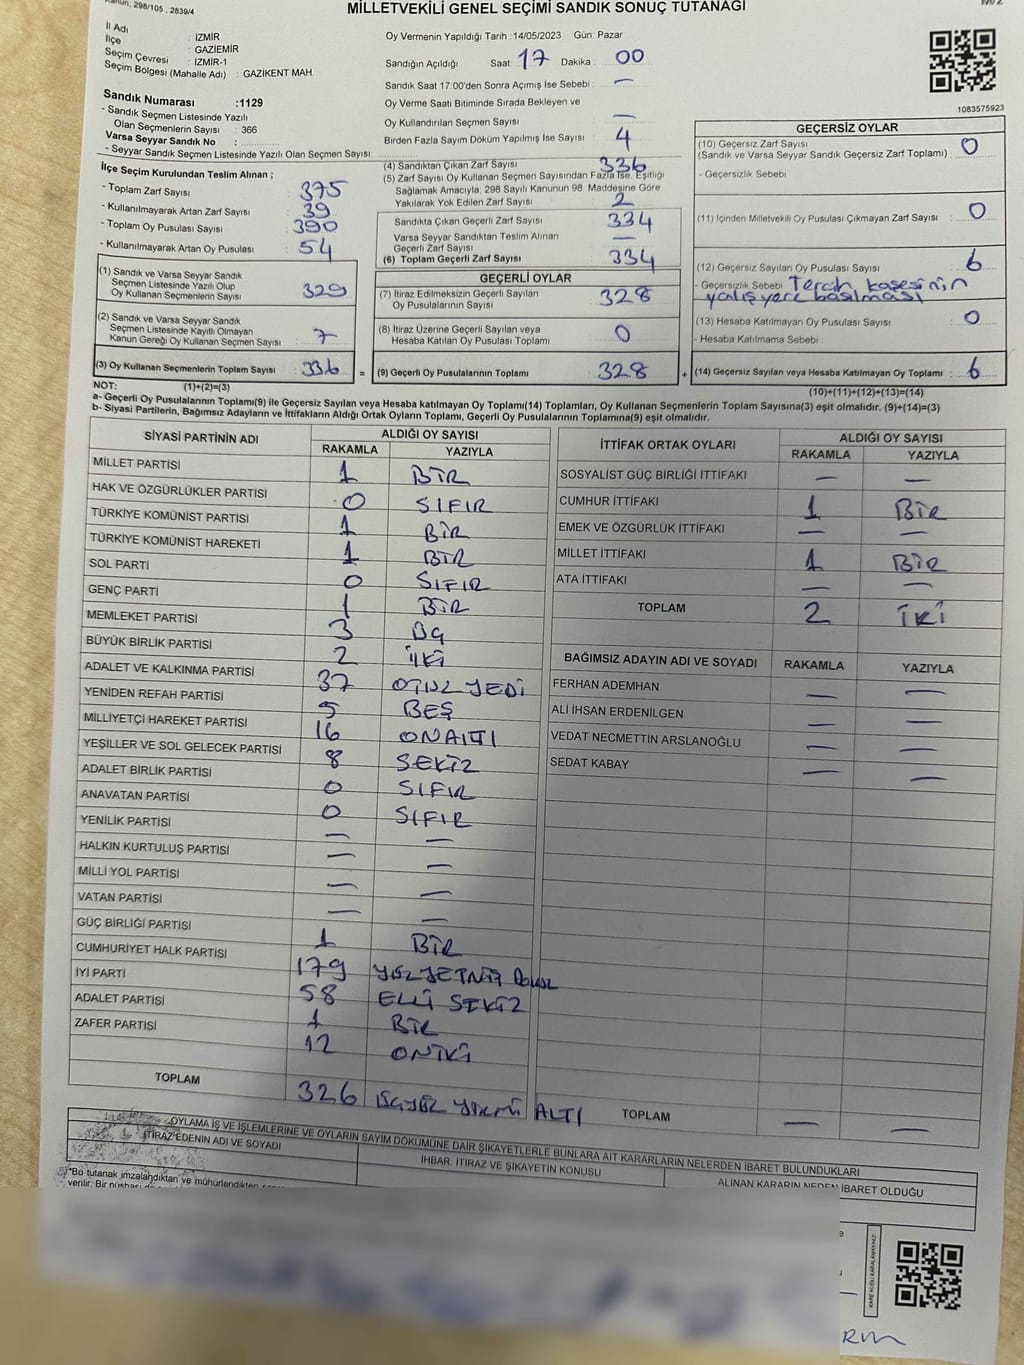 Kanun; 298/105 , 2839/4
MİLLETVEKİLİ GENEL SEÇİMİ SANDIK SONUÇ TUTANAĞI
İl Adı : İZMİR
İlçe : GAZİEMİR
Seçim Çevresi : İZMİR-1
Seçim Bölgesi (Mahalle Adı) : GAZİKENT MAH.
Oy Vermenin Yapıldığı Tarih :14/05/2023 Gün: Pazar
Sandığın Açıldığı Saat: 17 Dakika: 00
Sandık Saat 17:00'den Sonra Açımış İse Sebebi : —
Oy Verme Saati Bitiminde Sırada Bekleyen ve
Oy Kullandırılan Seçmen Sayısı —
Birden Fazla Sayım Döküm Yapılmış İse Sayısı 4
1083575923
Sandık Numarası :1129
- Sandık Seçmen Listesinde Yazılı
Olan Seçmenlerin Sayısı : 366
Varsa Seyyar Sandık No :
- Seyyar Sandık Seçmen Listesinde Yazılı Olan Seçmen Sayısı:
İlçe Seçim Kurulundan Teslim Alınan ;
- Toplam Zarf Sayısı : 375
- Kullanılmayarak Artan Zarf Sayısı : 39
- Toplam Oy Pusulası Sayısı : 390
- Kullanılmayarak Artan Oy Pusulası : 54
(1) Sandık ve Varsa Seyyar Sandık
Seçmen Listesinde Yazılı Olup
Oy Kullanan Seçmenlerin Sayısı : 329
(2) Sandık ve Varsa Seyyar Sandık
Seçmen Listesinde Kayıtlı Olmayan
Kanun Gereği Oy Kullanan Seçmen Sayısı : 7
(3) Oy Kullanan Seçmenlerin Toplam Sayısı : 336 =
(4) Sandıktan Çıkan Zarf Sayısı 336
(5) Zarf Sayısı Oy Kullanan Seçmen Sayısından Fazla İse, Eşitliği
Sağlamak Amacıyla, 298 Sayılı Kanunun 98. Maddesine Göre
Yakılarak Yok Edilen Zarf Sayısı 2
Sandıkta Çıkan Geçerli Zarf Sayısı 334
Varsa Seyyar Sandıktan Teslim Alınan
Geçerli Zarf Sayısı —
(6) Toplam Geçerli Zarf Sayısı 334
GEÇERLİ OYLAR
(7) İtiraz Edilmeksizin Geçerli Sayılan
Oy Pusulalarının Sayısı: 328
(8) İtiraz Üzerine Geçerli Sayılan veya
Hesaba Katılan Oy Pusulası Toplamı : 0
(9) Geçerli Oy Pusulalarının Toplamı : 328 +
GEÇERSİZ OYLAR
(10) Geçersiz Zarf Sayısı
(Sandık ve Varsa Seyyar Sandık Geçersiz Zarf Toplamı) : 0
- Geçersizlik Sebebi
(11) İçinden Milletvekili Oy Pusulası Çıkmayan Zarf Sayısı : 0
(12) Geçersiz Sayılan Oy Pusulası Sayısı : 6
- Geçersizlik Sebebi Tercih kaşesinin
yalış yere basılması
(13) Hesaba Katılmayan Oy Pusulası Sayısı : 0
- Hesaba Katılmama Sebebi :
(14) Geçersiz Sayılan veya Hesaba Katılmayan Oy Toplamı : 6
NOT: (1)+(2)=(3) (10)+(11)+(12)+(13)=(14)
a- Geçerli Oy Pusulalarının Toplamı(9) ile Geçersiz Sayılan veya Hesaba katılmayan Oy Toplamı(14) Toplamları, Oy Kullanan Seçmenlerin Toplam Sayısına(3) eşit olmalıdır. (9)+(14)=(3)
b- Siyasi Partilerin, Bağımsız Adayların ve İttifakların Aldığı Ortak Oyların Toplamı, Geçerli Oy Pusulalarının Toplamına(9) eşit olmalıdır.
SİYASİ PARTİNİN ADI ALDIĞI OY SAYISI
RAKAMLA YAZIYLA
MİLLET PARTİSİ 1 BİR
HAK VE ÖZGÜRLÜKLER PARTİSİ 0 SIFIR
TÜRKİYE KOMÜNİST PARTİSİ 1 BİR
TÜRKİYE KOMÜNİST HAREKETİ 1 BİR
SOL PARTİ 0 SIFIR
GENÇ PARTİ 1 BİR
MEMLEKET PARTİSİ 3 ÜÇ
BÜYÜK BİRLİK PARTİSİ 2 İKİ
ADALET VE KALKINMA PARTİSİ 37 OTUZ YEDİ
YENİDEN REFAH PARTİSİ 5 BEŞ
MİLLİYETÇİ HAREKET PARTİSİ 16 ONALTI
YEŞİLLER VE SOL GELECEK PARTİSİ 8 SEKİZ
ADALET BİRLİK PARTİSİ 0 SIFIR
ANAVATAN PARTİSİ 0 SIFIR
YENİLİK PARTİSİ — —
HALKIN KURTULUŞ PARTİSİ — —
MİLLİ YOL PARTİSİ — —
VATAN PARTİSİ — —
GÜÇ BİRLİĞİ PARTİSİ 1 BİR
CUMHURİYET HALK PARTİSİ 179 YÜZ YETMİŞ DOKUZ
İYİ PARTİ 58 ELLİ SEKİZ
ADALET PARTİSİ 1 BİR
ZAFER PARTİSİ 12 ONİKİ
TOPLAM 326 ÜÇYÜZ YİRMİ ALTI
İTTİFAK ORTAK OYLARI ALDIĞI OY SAYISI
RAKAMLA YAZIYLA
SOSYALİST GÜÇ BİRLİĞİ İTTİFAKI — —
CUMHUR İTTİFAKI 1 BİR
EMEK VE ÖZGÜRLÜK İTTİFAKI — —
MİLLET İTTİFAKI 1 BİR
ATA İTTİFAKI — —
TOPLAM 2 İKİ
BAĞIMSIZ ADAYIN ADI VE SOYADI RAKAMLA YAZIYLA
FERHAN ADEMHAN — —
ALİ İHSAN ERDENİLGEN — —
VEDAT NECMETTİN ARSLANOĞLU — —
SEDAT KABAY — —
TOPLAM — —
OYLAMA İŞ VE İŞLEMLERİNE VE OYLARIN SAYIM DÖKÜMÜNE DAİR ŞİKAYETLERLE BUNLARA AİT KARARLARIN NELERDEN İBARET BULUNDUKLARI
İTİRAZ EDENİN ADI VE SOYADI İHBAR, İTİRAZ VE ŞİKAYETİN KONUSU ALINAN KARARIN NEDEN İBARET OLDUĞU
*Bu tutanak imzalandıktan ve mühürlendikten
verilir. Bir nüshası
KARE KODU KARALAMAYINIZ!